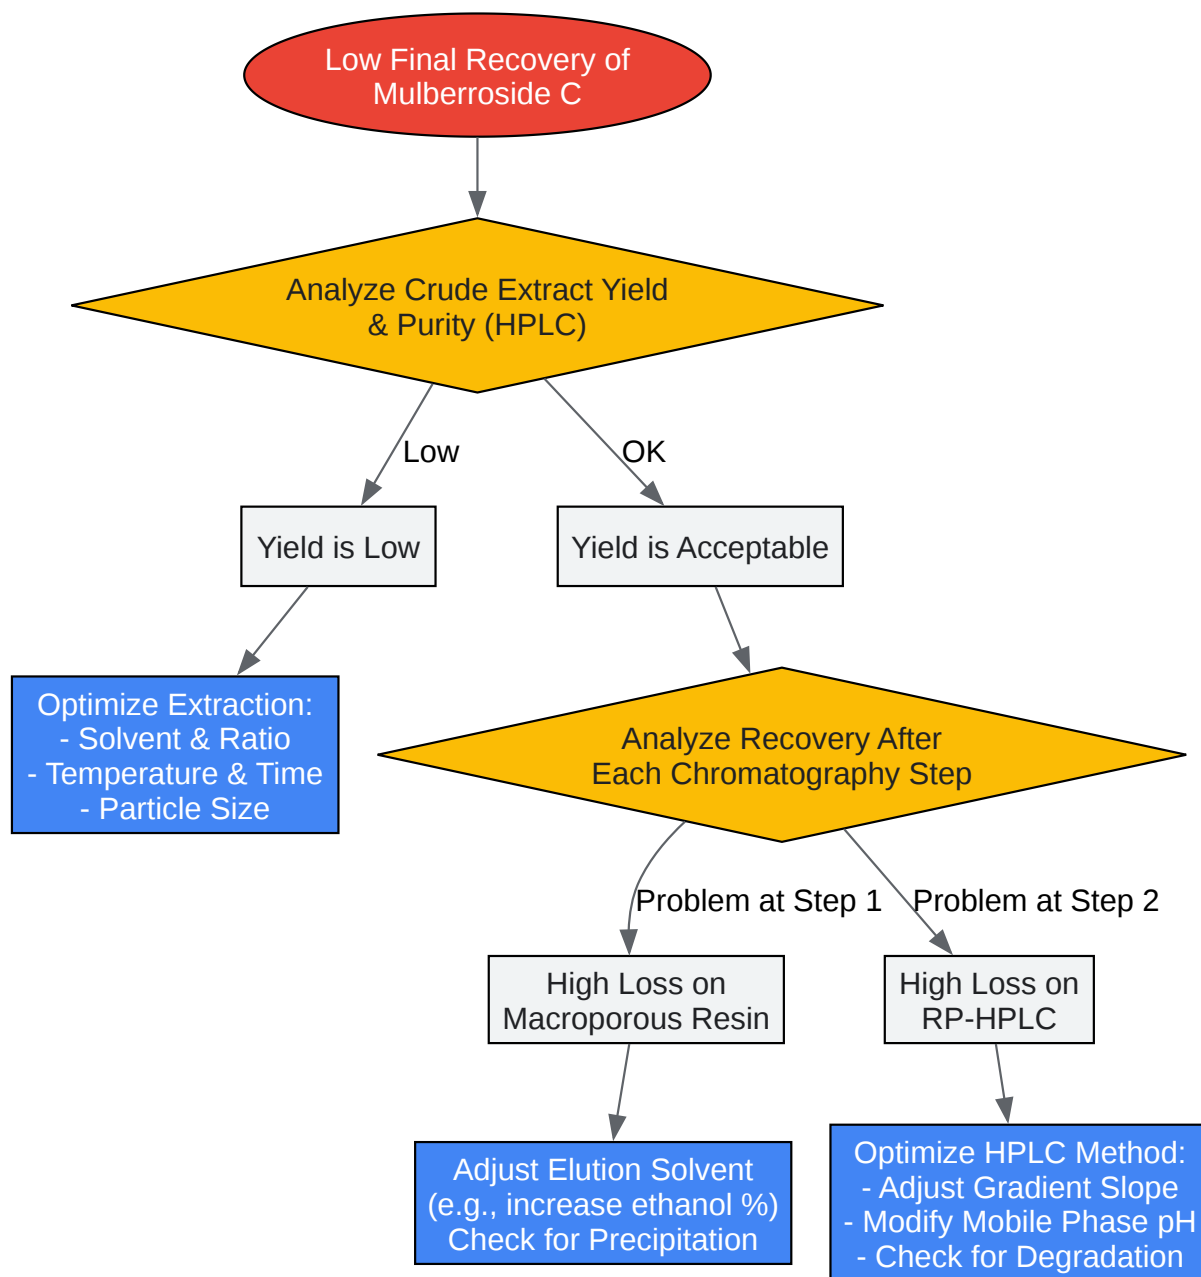 Low Final Recovery of
Mulberroside C
Analyze Crude Extract Yield
& Purity (HPLC)
Low
OK
Yield is Low
Yield is Acceptable
Optimize Extraction:
- Solvent & Ratio
- Temperature & Time
- Particle Size
Analyze Recovery After
Each Chromatography Step
Problem at Step 1
Problem at Step 2
High Loss on
Macroporous Resin
High Loss on
RP-HPLC
Adjust Elution Solvent
(e.g., increase ethanol %)
Check for Precipitation
Optimize HPLC Method:
- Adjust Gradient Slope
- Modify Mobile Phase pH
- Check for Degradation